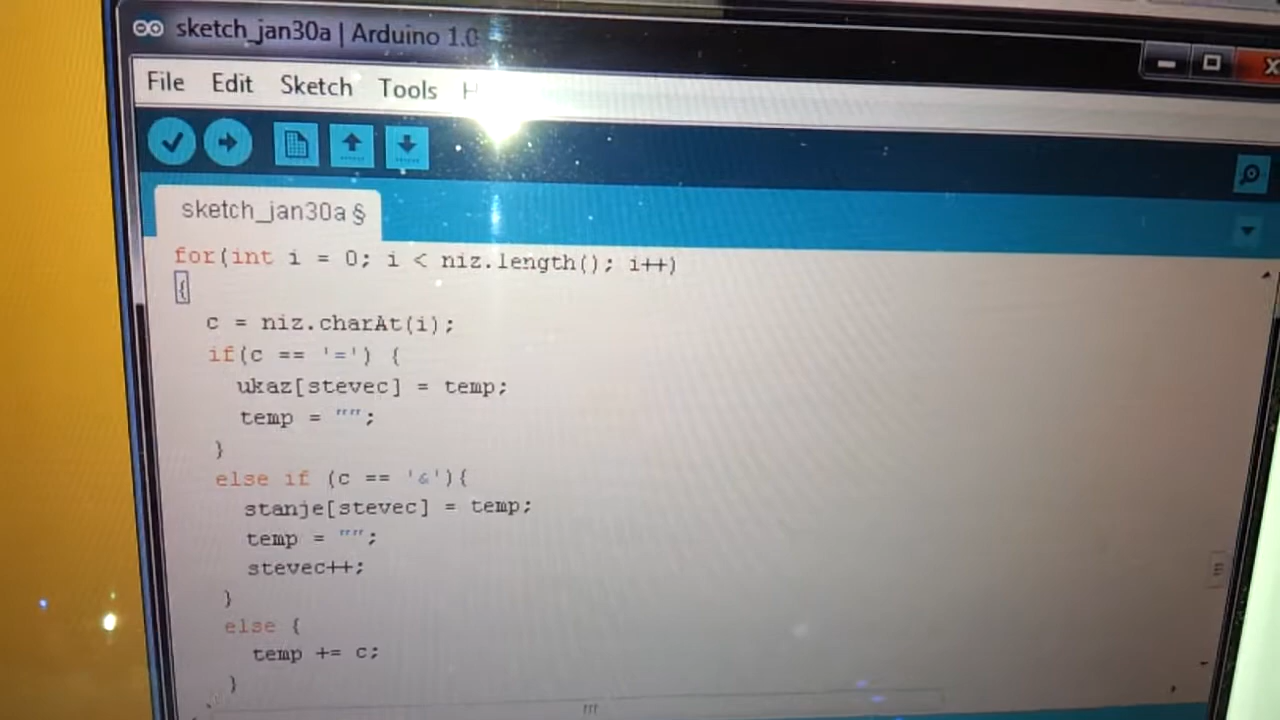 sketch_jan30a | Arduino 1.0
File Edit Sketch Tools H
sketch_jan30a §
for(int i = 0; i < niz.length(); i++)
{
c = niz.charAt(i);
if(c == '=') {
ukaz[stevec] = temp;
temp = "";
}
else if (c == '&'){
stanje[stevec] = temp;
temp = "";
stevec++;
}
else {
temp += c;
}